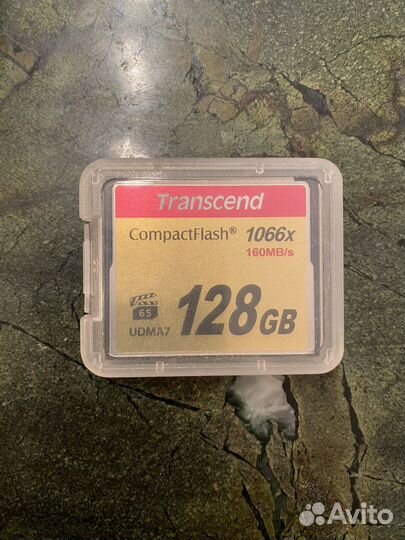 Transcend
CompactFlash® 1066x
160MB/s
65
UDMA7
128GB
Avito